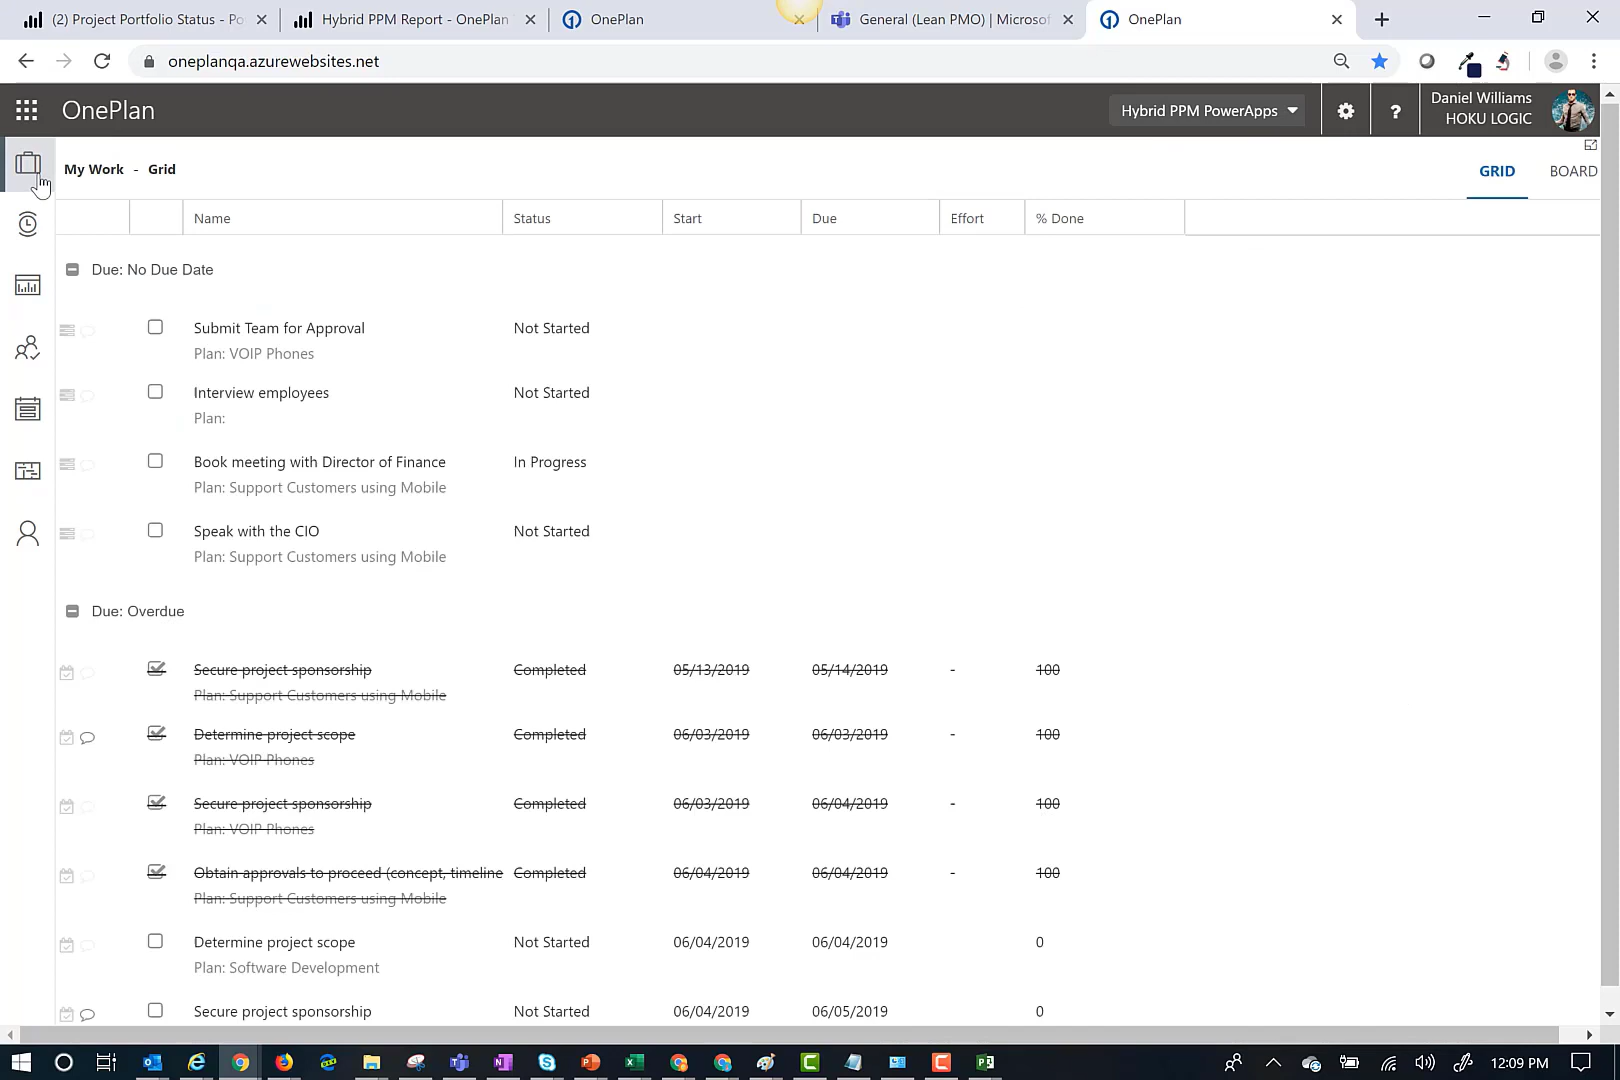 (2) Project Portfolio Status - Po
Hybrid PPM Report - OnePlan
OnePlan
General (Lean PMO) | Microsof
OnePlan
oneplanqa.azurewebsites.net
OnePlan
Hybrid PPM PowerApps
?
Daniel Williams
HOKU LOGIC
My Work - Grid
GRID
BOARD
Name
Status
Start
Due
Effort
% Done
Due: No Due Date
Submit Team for Approval
Not Started
Plan: VOIP Phones
Interview employees
Not Started
Plan:
Book meeting with Director of Finance
In Progress
Plan: Support Customers using Mobile
Speak with the CIO
Not Started
Plan: Support Customers using Mobile
Due: Overdue
Secure project sponsorship
Completed
05/13/2019
05/14/2019
-
100
Plan: Support Customers using Mobile
Determine project scope
Completed
06/03/2019
06/03/2019
-
100
Plan: VOIP Phones
Secure project sponsorship
Completed
06/03/2019
06/04/2019
-
100
Plan: VOIP Phones
Obtain approvals to proceed (concept, timeline
Completed
06/04/2019
06/04/2019
-
100
Plan: Support Customers using Mobile
Determine project scope
Not Started
06/04/2019
06/04/2019
0
Plan: Software Development
Secure project sponsorship
Not Started
06/04/2019
06/05/2019
0
12:09 PM